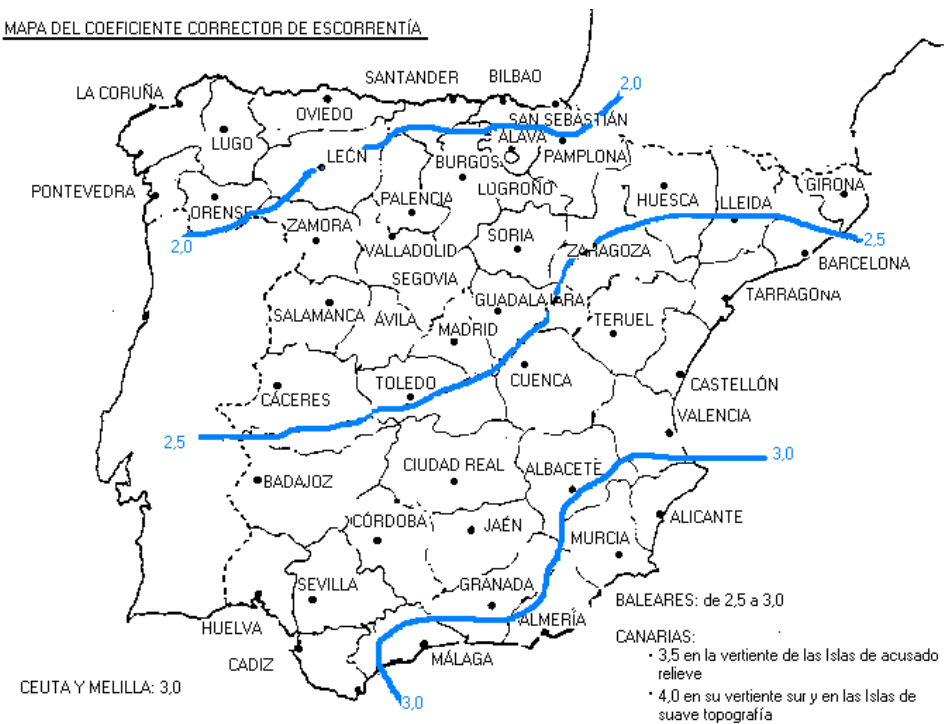 MAPA DEL COEFICIENTE CORRECTOR DE ESCORRENTÍA
SANTANDER BILBAO
2,0
LA CORUÑA
OVIEDO
SAN SEBASTIÁN
LUGO
ALAVA
LEÓN
BURGOS
PAMPLONA
PONTEVEDRA
LOGROÑO
HUESCA
LLEIDA
GIRONA
ORENSE
PALENCIA
ZAMORA
SORIA
2,0
VALLADOLID
ZARAGOZA
2,5
BARCELONA
SEGOVIA
GUADALAJARA
TARRAGONA
SALAMANCA
ÁVILA
TERUEL
MADRID
CUENCA
TOLEDO
CASTELLÓN
CÁCERES
VALENCIA
2,5
3,0
CIUDAD REAL
ALBACETE
BADAJOZ
ALICANTE
CÓRDOBA
JAÉN
MURCIA
SEVILLA
GRANADA
BALEARES: de 2,5 a 3,0
HUELVA
ALMERÍA
CANARIAS:
MÁLAGA
CADIZ
· 3,5 en la vertiente de las Islas de acusado
relieve
CEUTA Y MELILLA: 3,0
3,0
· 4,0 en su vertiente sur y en las Islas de
suave topografía